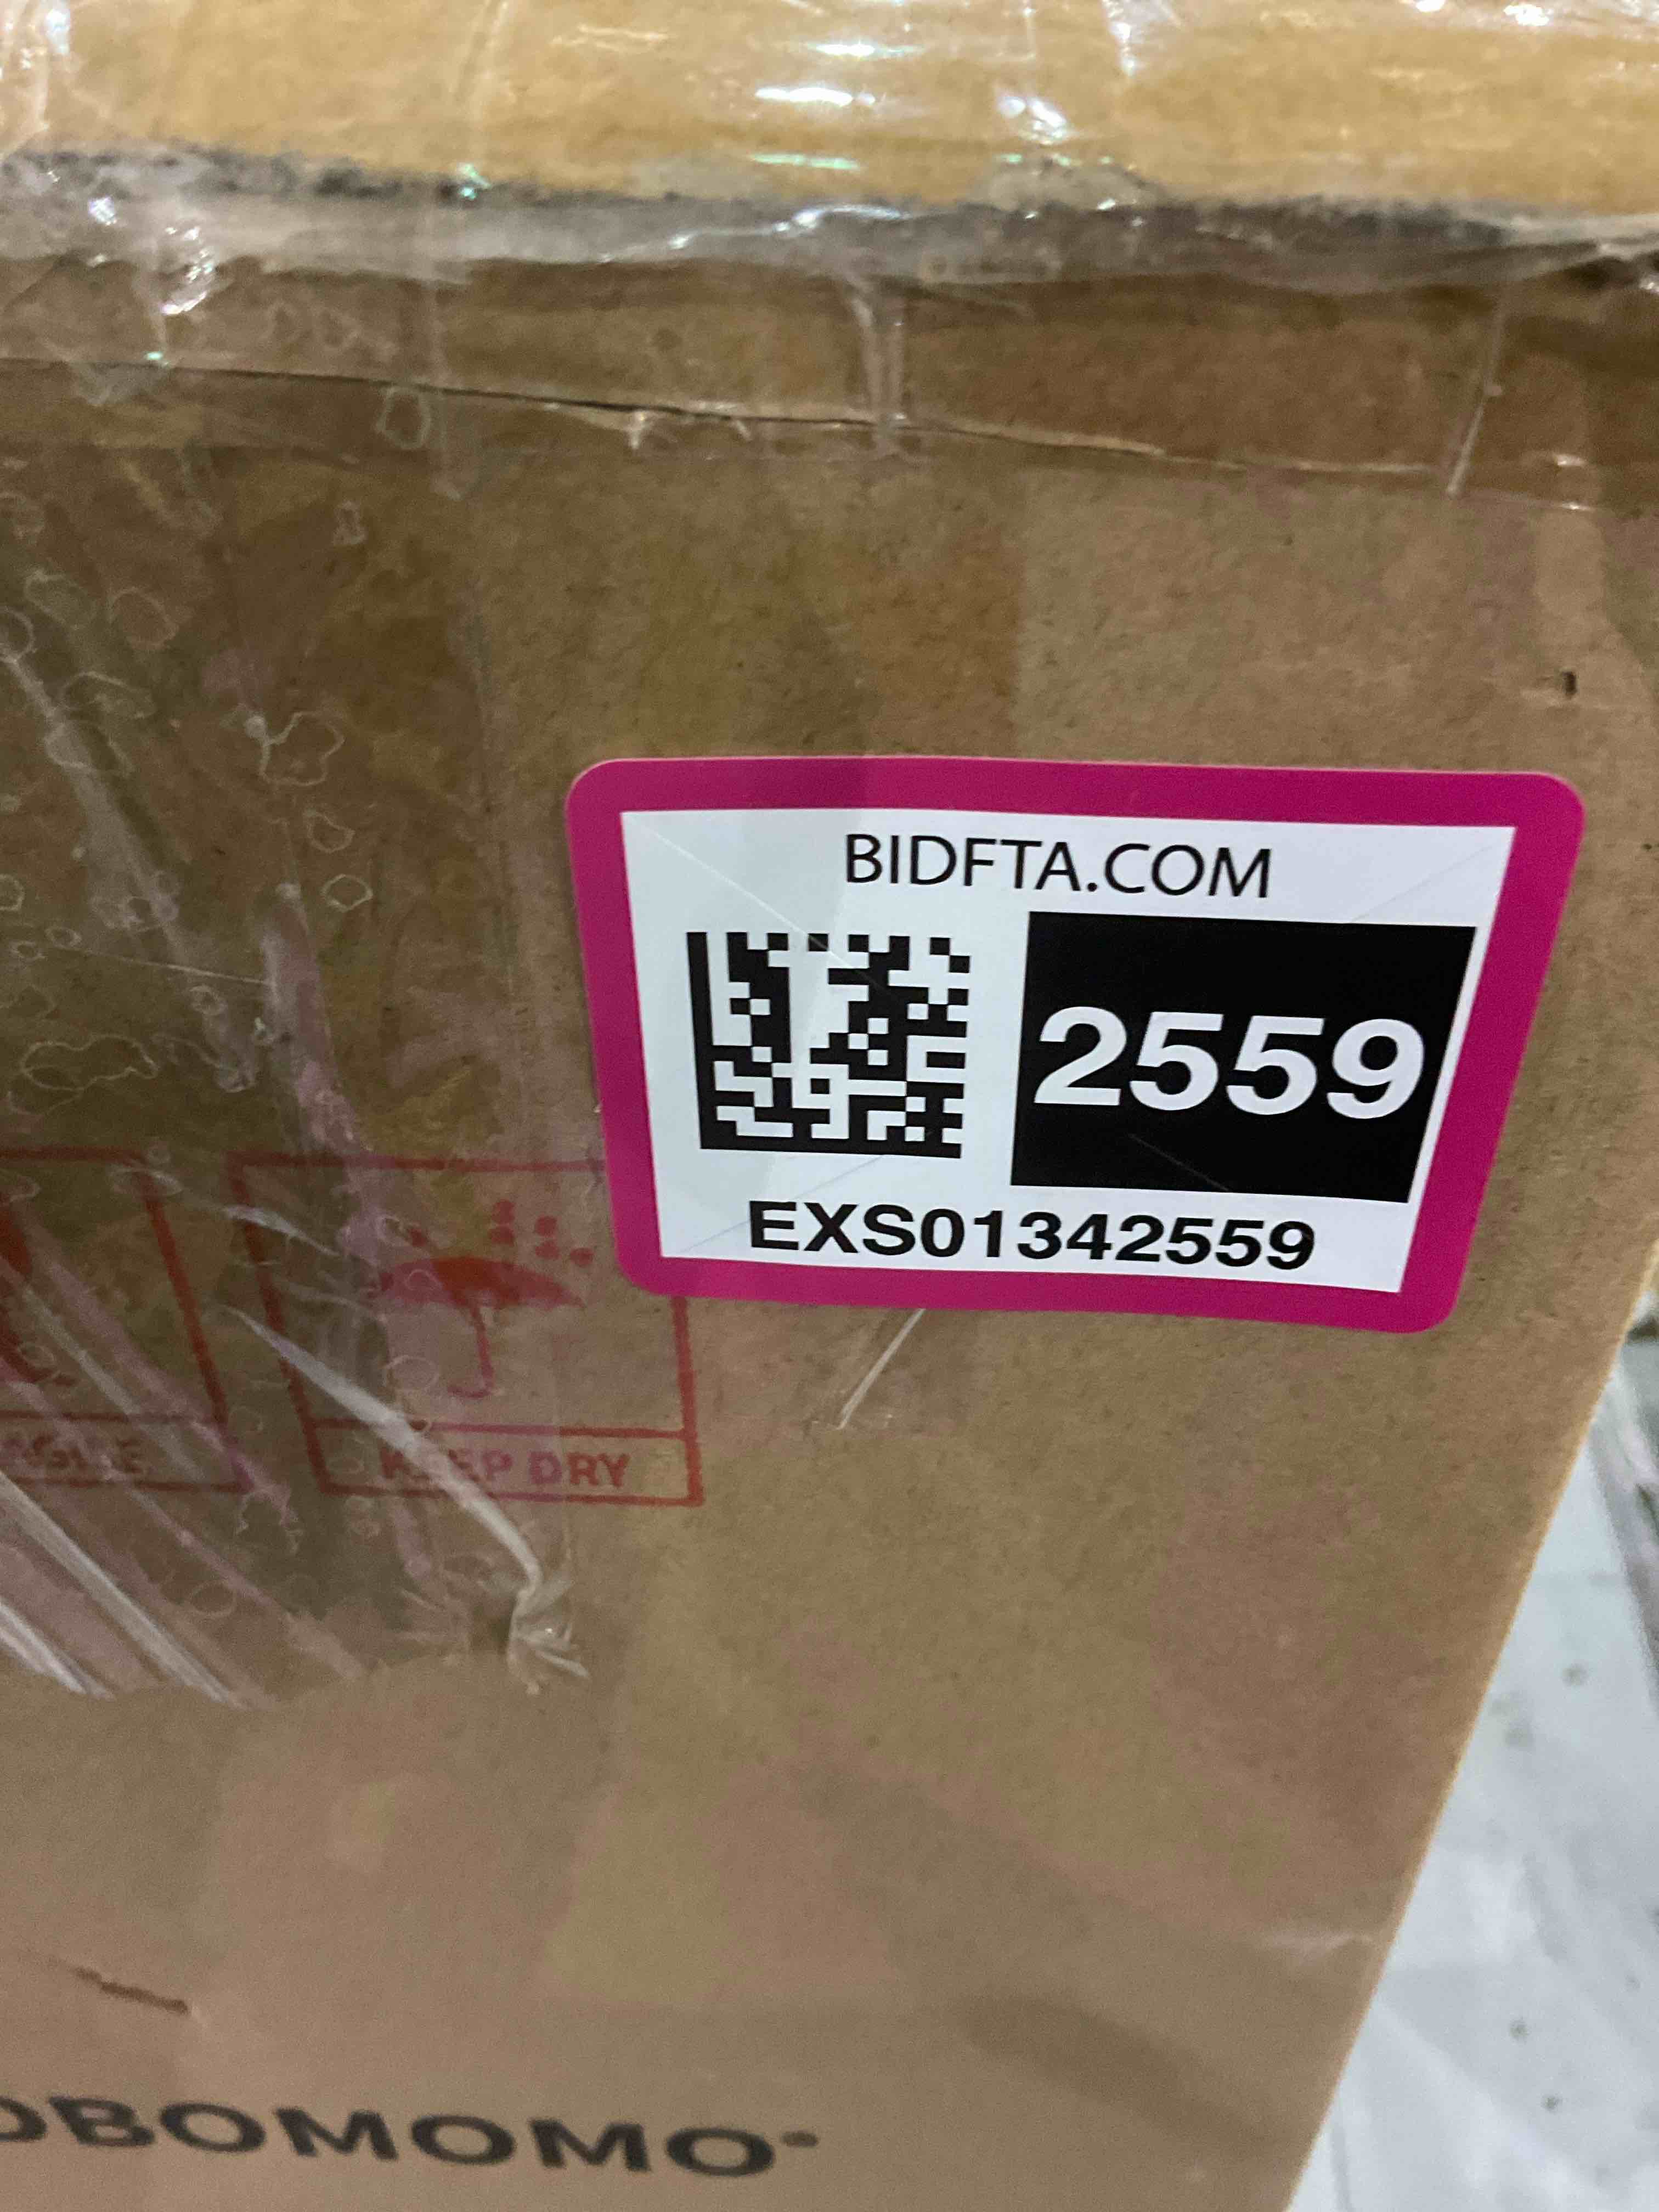 BIDFTA.COM
2559
EXS01342559
KEEP DRY
OBOMOMO